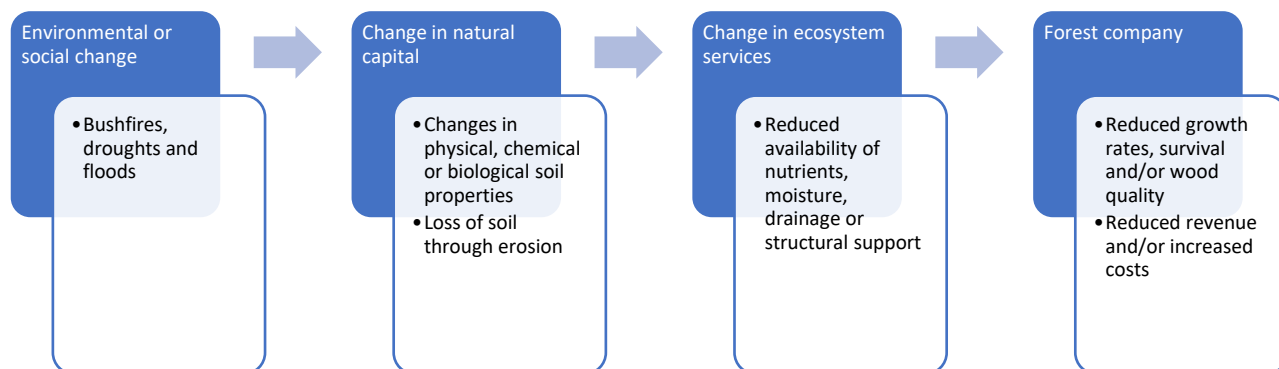 Environmental or
social change
• Bushfires,
droughts and
floods
Change in natural
capital
• Changes in
physical, chemical
or biological soil
properties
• Loss of soil
through erosion
Change in ecosystem
services
• Reduced
availability of
nutrients,
moisture,
drainage or
structural support
Forest company
• Reduced growth
rates, survival
and/or wood
quality
• Reduced revenue
and/or increased
costs